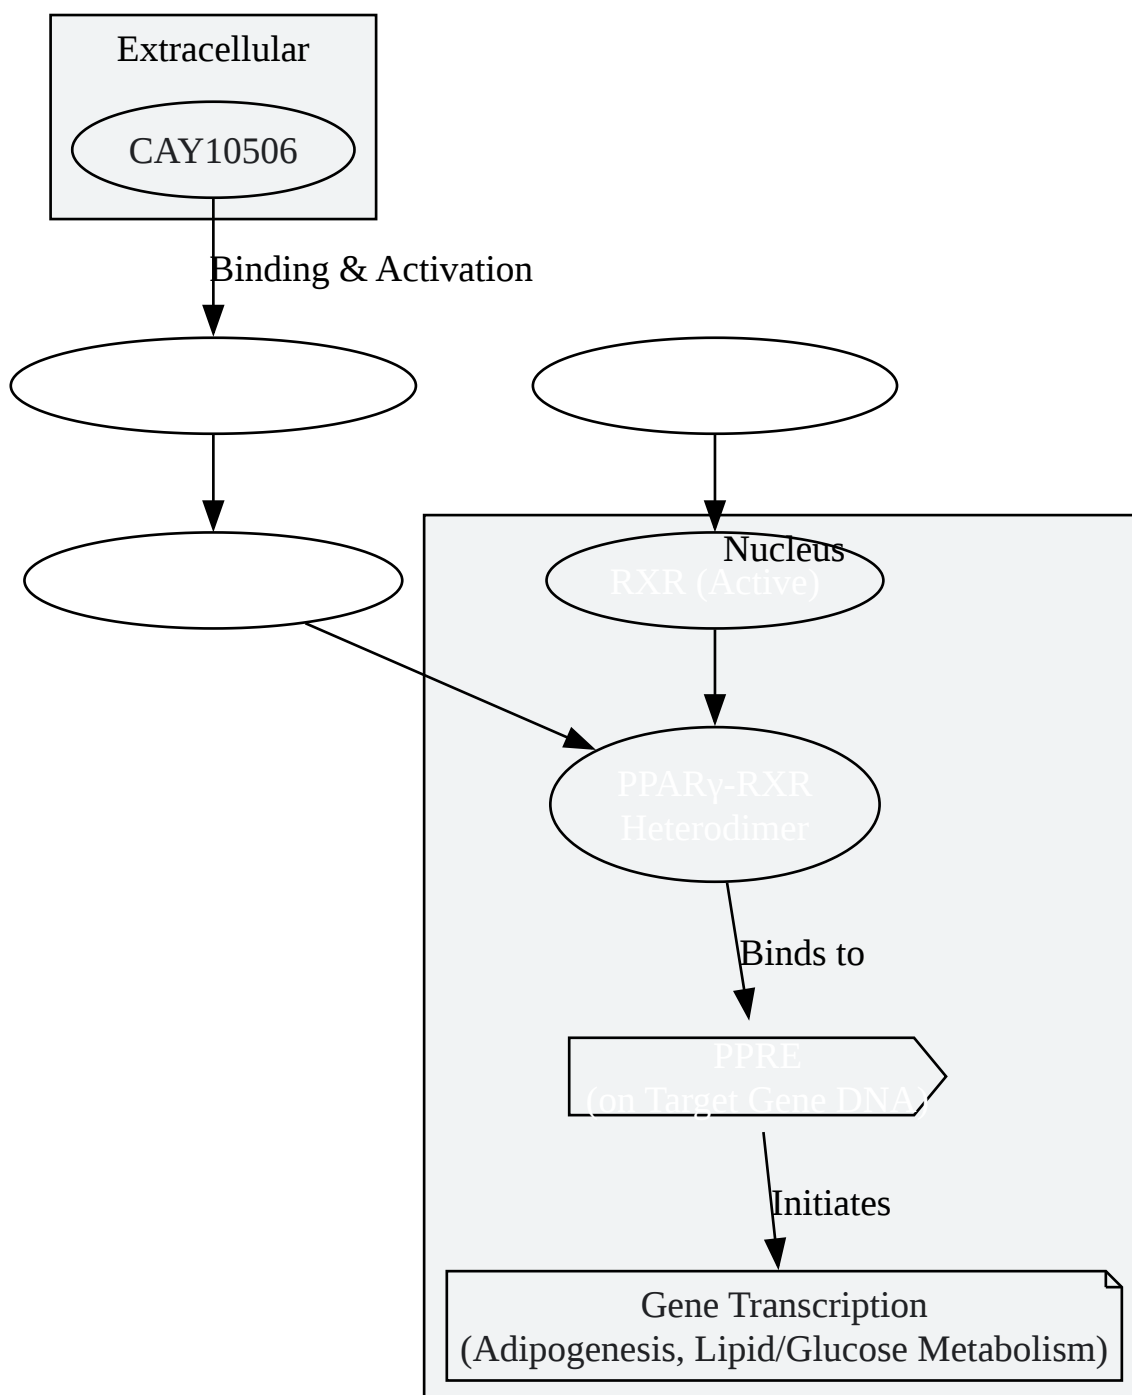 Extracellular
CAY10506
Binding & Activation
Nucleus
RXR (Active)
PPARγ-RXR
Heterodimer
Binds to
PPRE
(on Target Gene DNA)
Initiates
Gene Transcription
(Adipogenesis, Lipid/Glucose Metabolism)